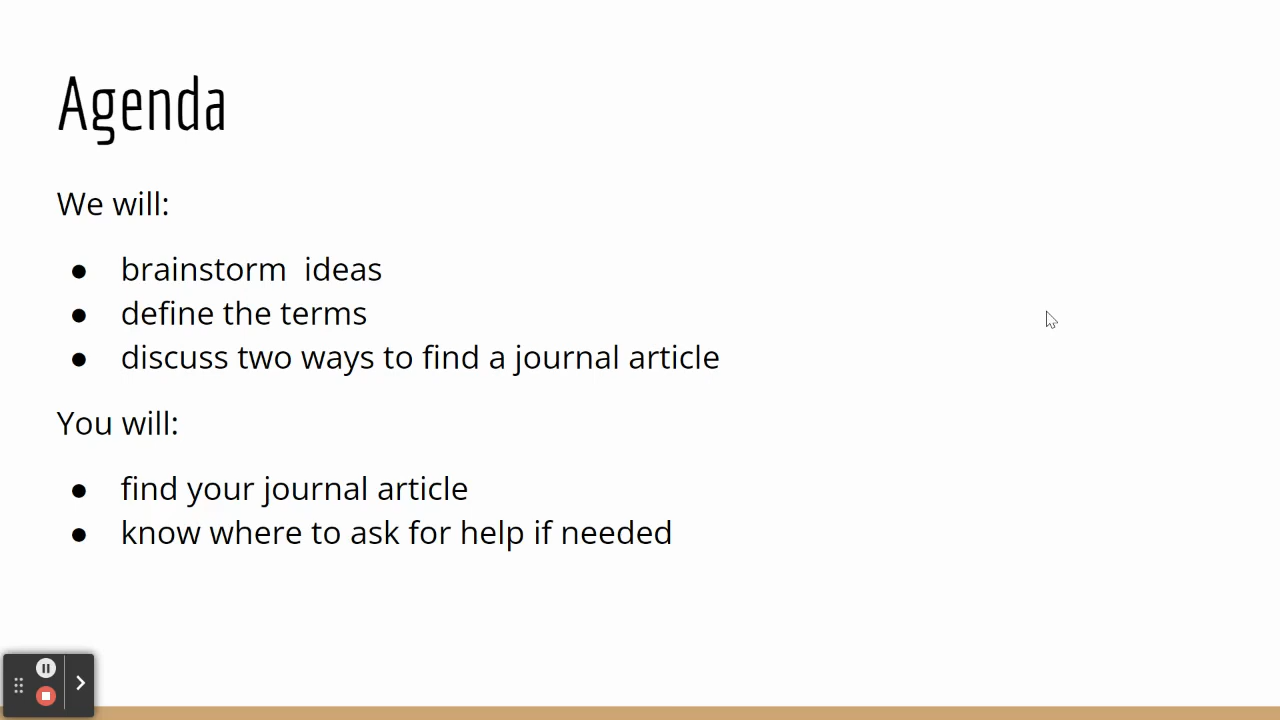 Agenda
We will:
● brainstorm  ideas
● define the terms
● discuss two ways to find a journal article
You will:
● find your journal article
● know where to ask for help if needed